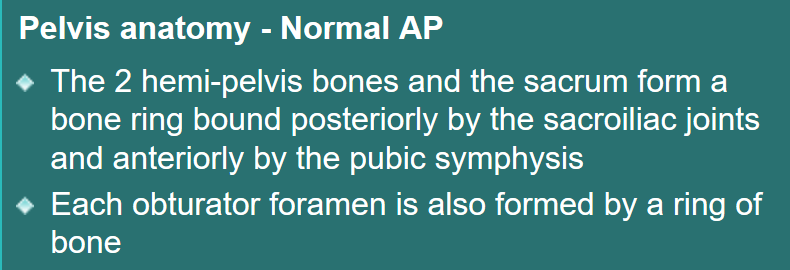 Pelvis anatomy - Normal AP
The 2 hemi-pelvis bones and the sacrum form a
bone ring bound posteriorly by the sacroiliac joints
and anteriorly by the pubic symphysis
Each obturator foramen is also formed by a ring of
bone